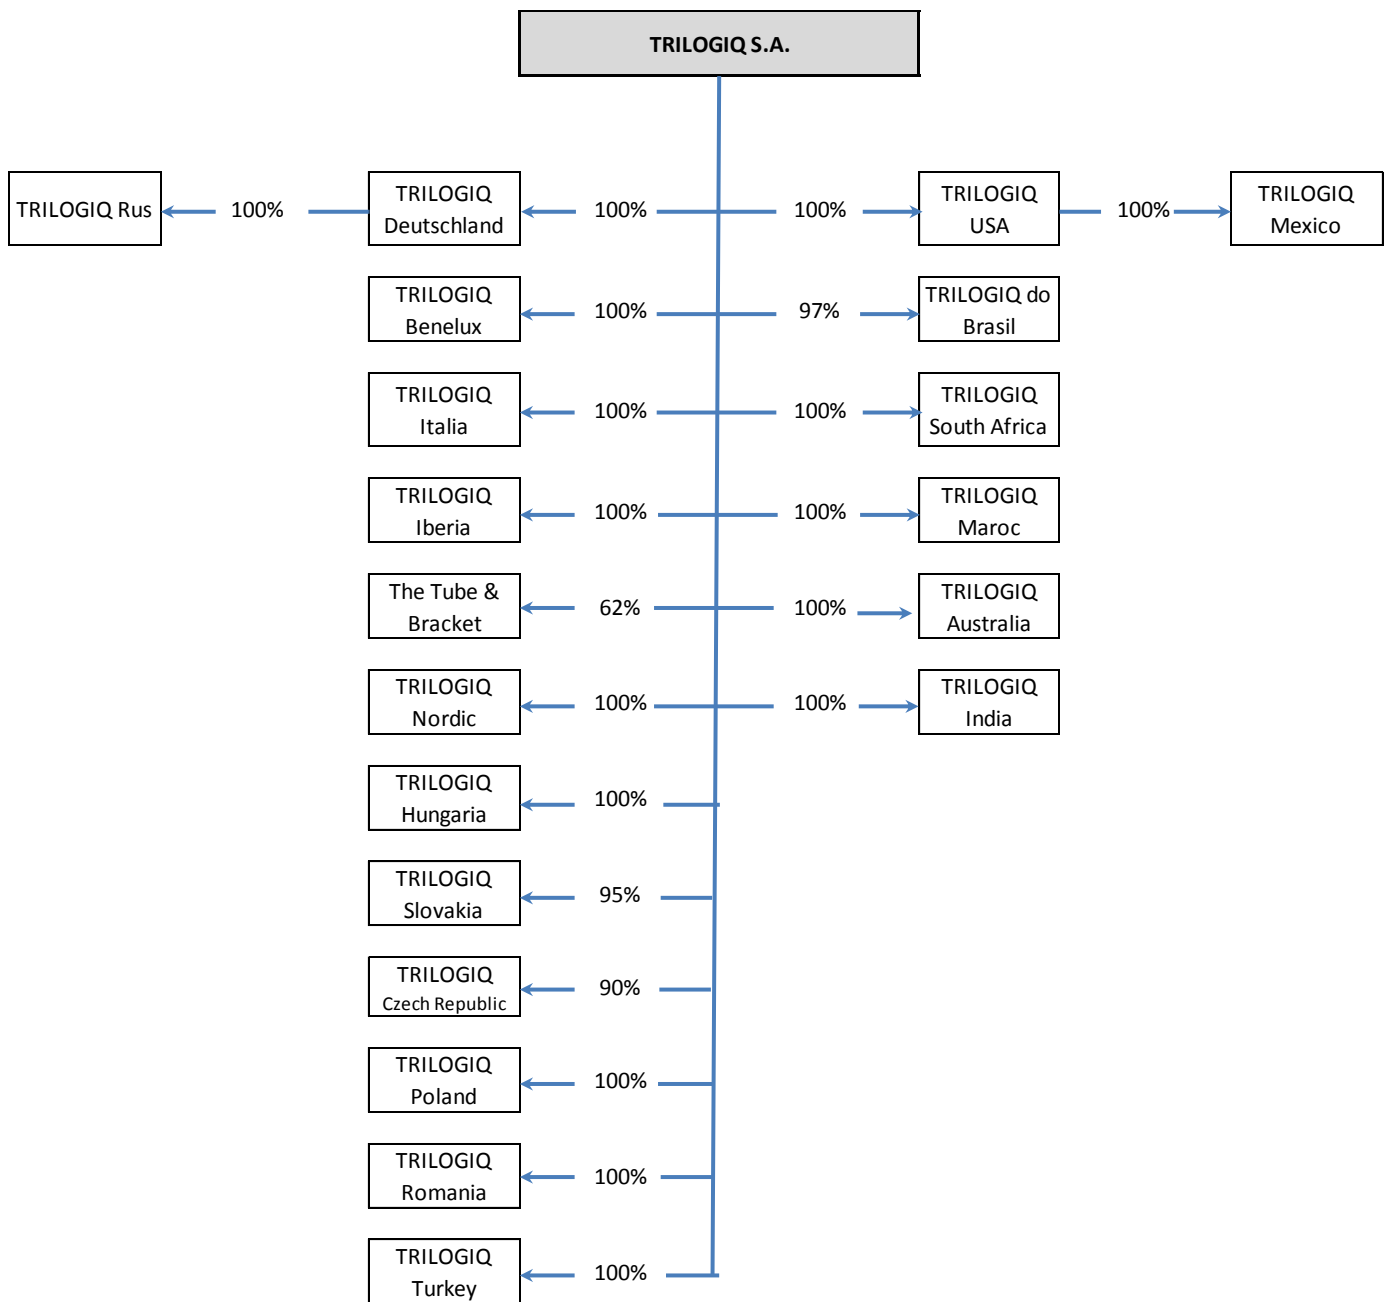 TRILOGIQ S.A.
TRILOGIQ Rus
100%
TRILOGIQ
Deutschland
100%
100%
TRILOGIQ
USA
100%
TRILOGIQ
Mexico
TRILOGIQ
Benelux
100%
97%
TRILOGIQ do
Brasil
TRILOGIQ
Italia
100%
100%
TRILOGIQ
South Africa
TRILOGIQ
Iberia
100%
100%
TRILOGIQ
Maroc
The Tube &
Bracket
62%
100%
TRILOGIQ
Australia
TRILOGIQ
Nordic
100%
100%
TRILOGIQ
India
TRILOGIQ
Hungaria
100%
TRILOGIQ
Slovakia
95%
TRILOGIQ
Czech Republic
90%
TRILOGIQ
Poland
100%
TRILOGIQ
Romania
100%
TRILOGIQ
Turkey
100%